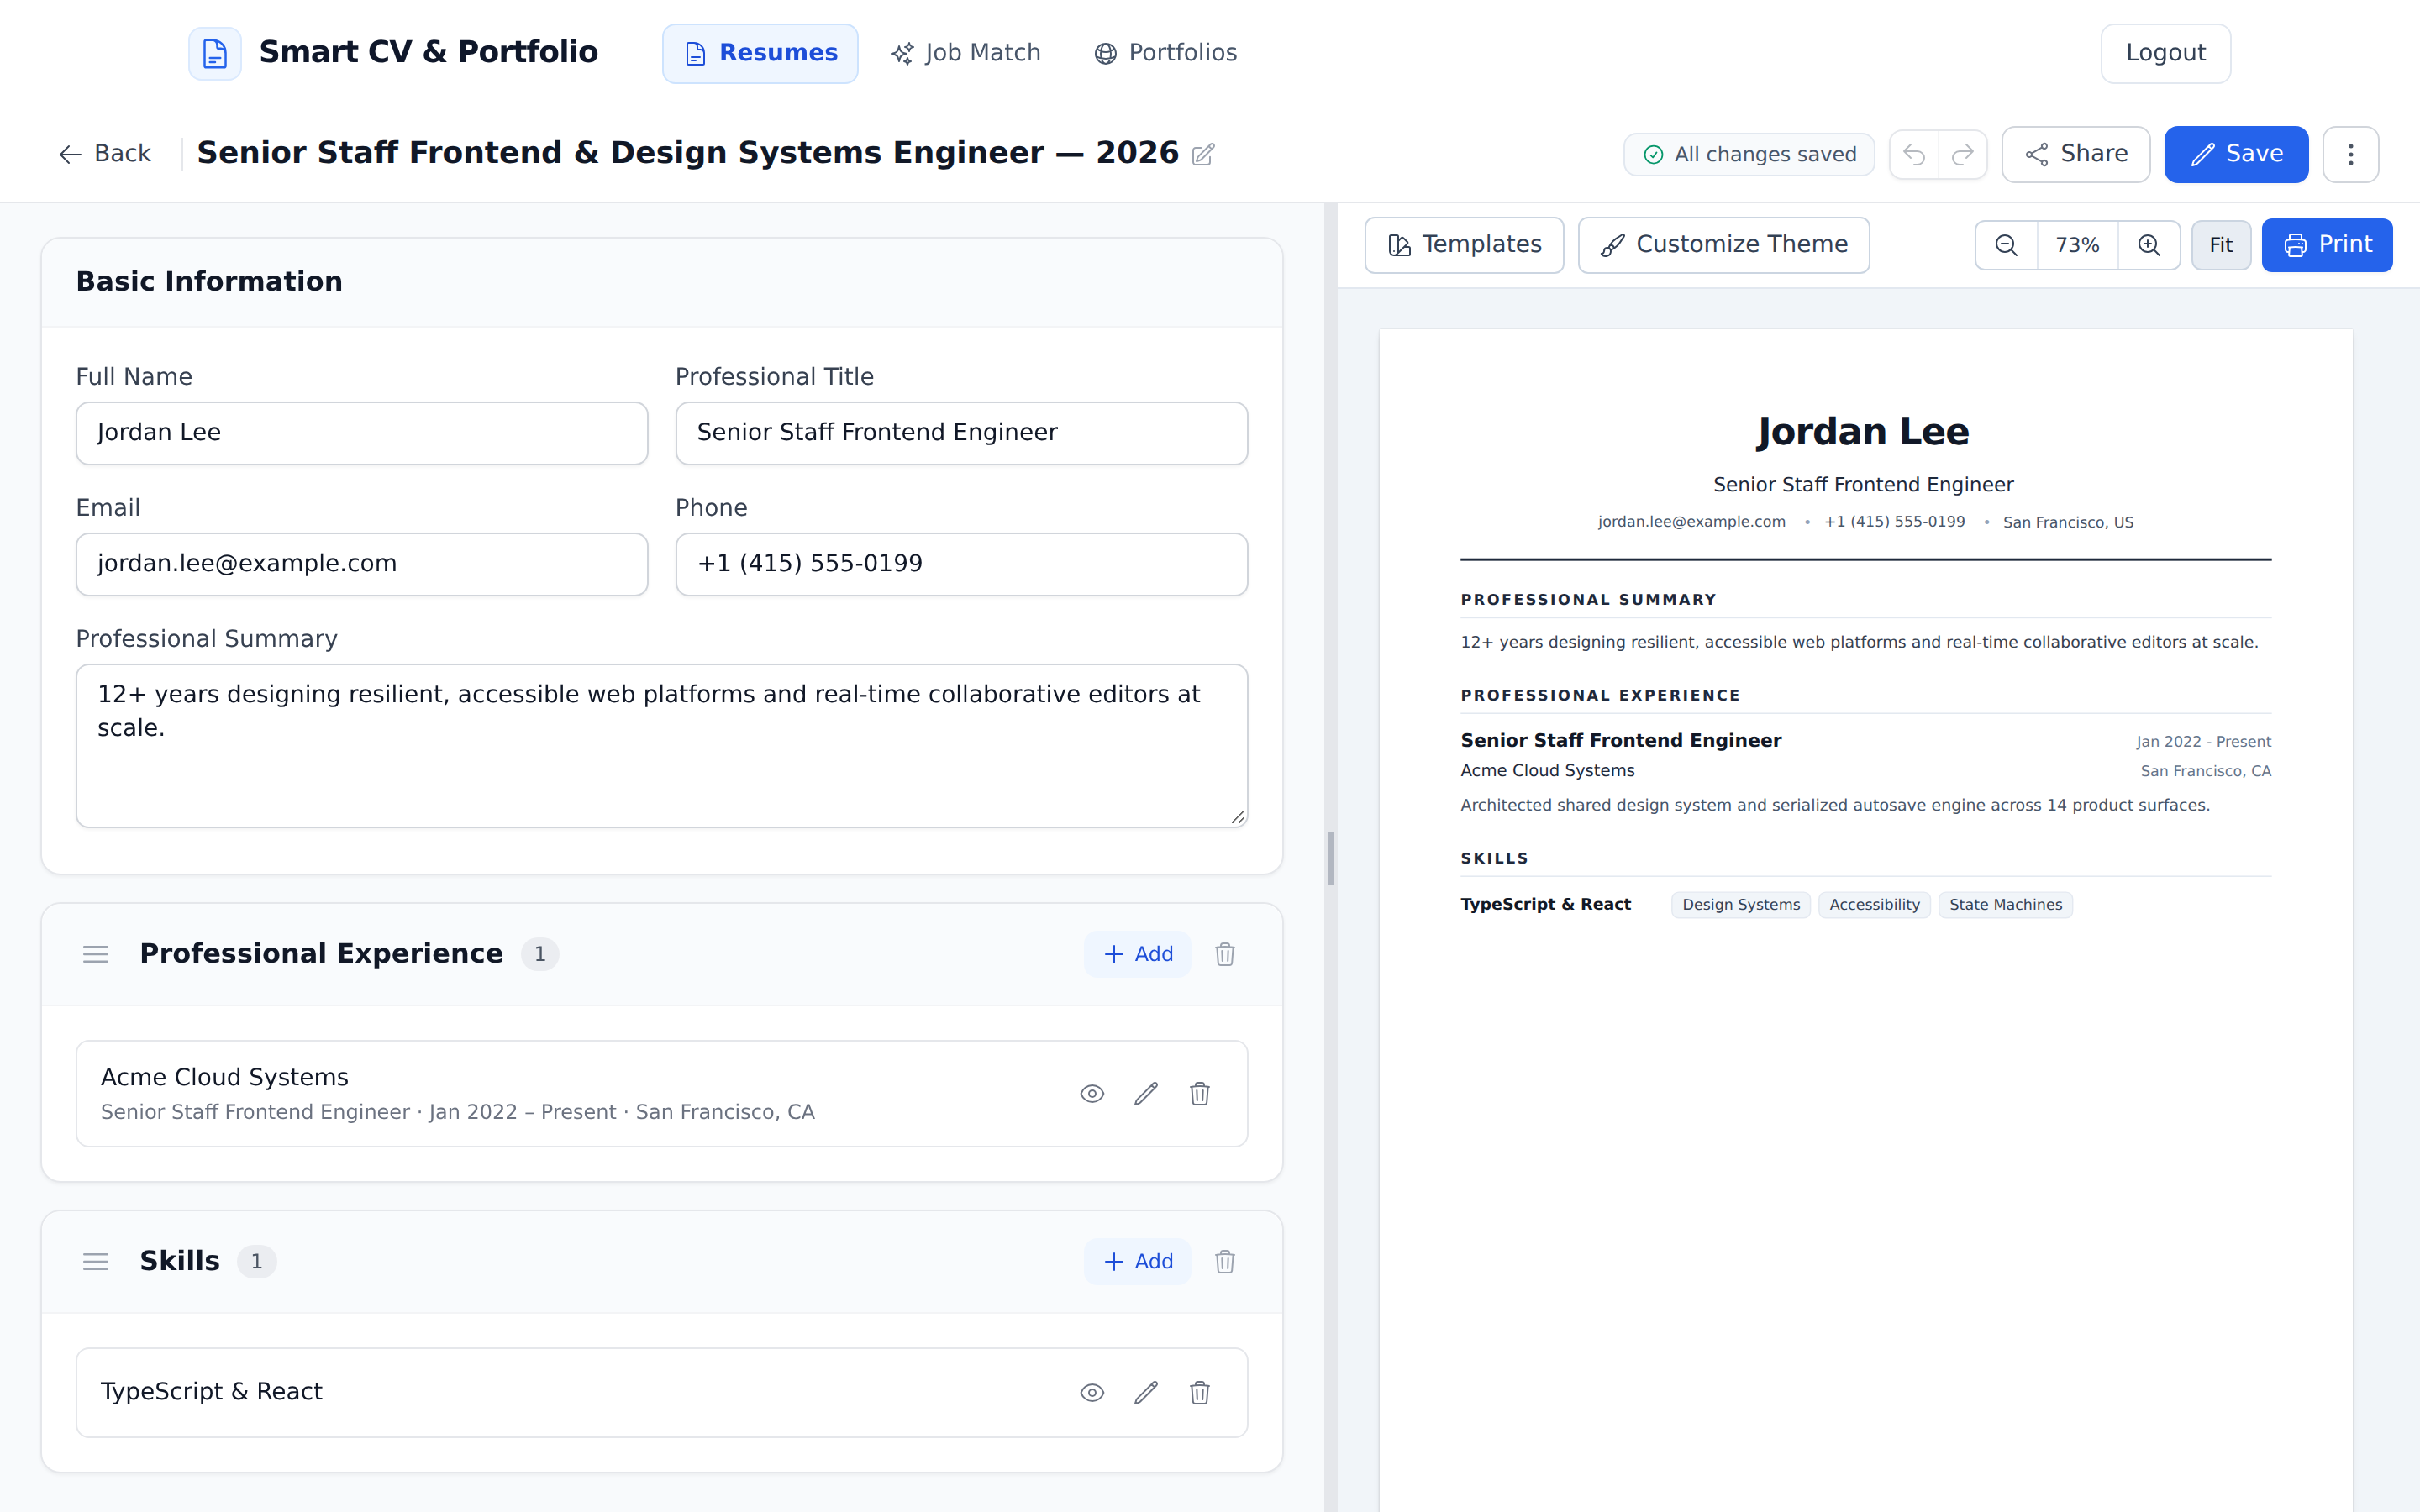 Smart CV & Portfolio
Resumes
Job Match
Portfolios
Logout
Back
Senior Staff Frontend & Design Systems Engineer — 2026
All changes saved
Share
Save
Basic Information
Full Name
Professional Title
Jordan Lee
Senior Staff Frontend Engineer
Email
Phone
jordan.lee@example.com
+1 (415) 555-0199
Professional Summary
12+ years designing resilient, accessible web platforms and real-time collaborative editors at
scale.
Professional Experience 1
Add
Acme Cloud Systems
Senior Staff Frontend Engineer · Jan 2022 – Present · San Francisco, CA
Skills 1
Add
TypeScript & React
Templates
Customize Theme
73%
Fit
Print
Jordan Lee
Senior Staff Frontend Engineer
jordan.lee@example.com • +1 (415) 555-0199 • San Francisco, US
PROFESSIONAL SUMMARY
12+ years designing resilient, accessible web platforms and real-time collaborative editors at scale.
PROFESSIONAL EXPERIENCE
Senior Staff Frontend Engineer
Jan 2022 - Present
Acme Cloud Systems
San Francisco, CA
Architected shared design system and serialized autosave engine across 14 product surfaces.
SKILLS
TypeScript & React
Design Systems
Accessibility
State Machines